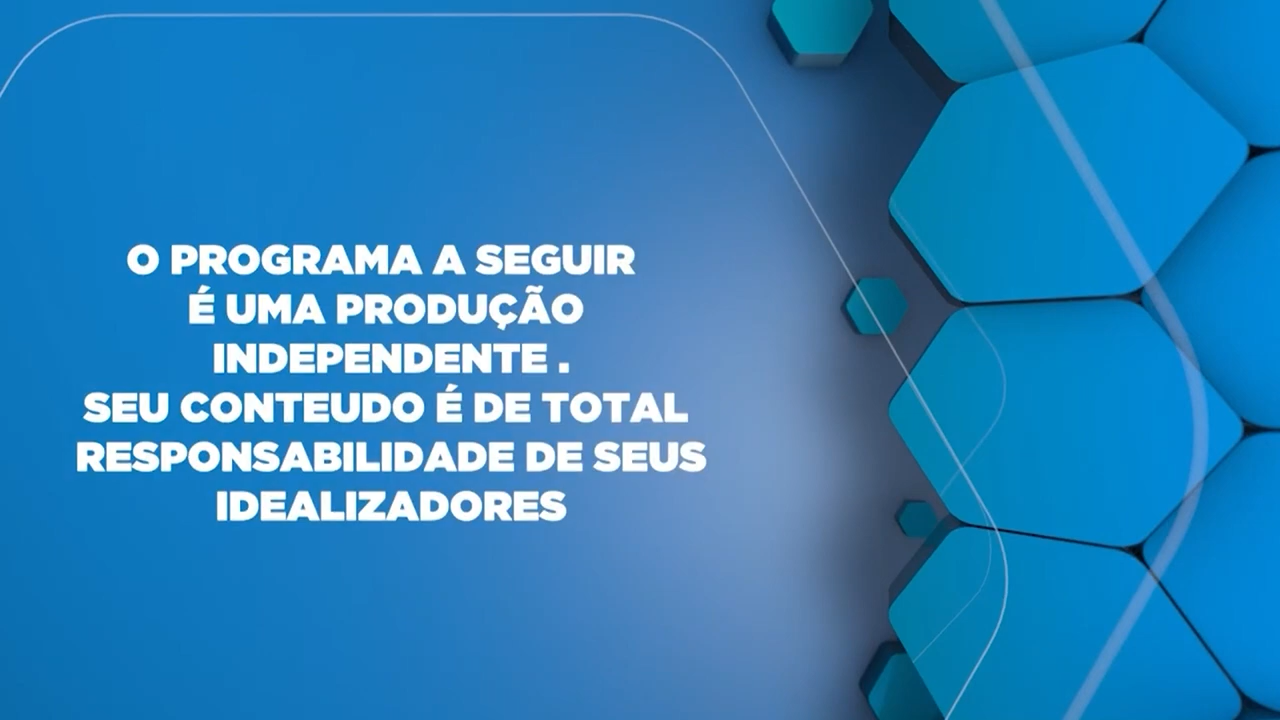 O PROGRAMA A SEGUIR
É UMA PRODUÇÃO
INDEPENDENTE .
SEU CONTEUDO É DE TOTAL
RESPONSABILIDADE DE SEUS
IDEALIZADORES